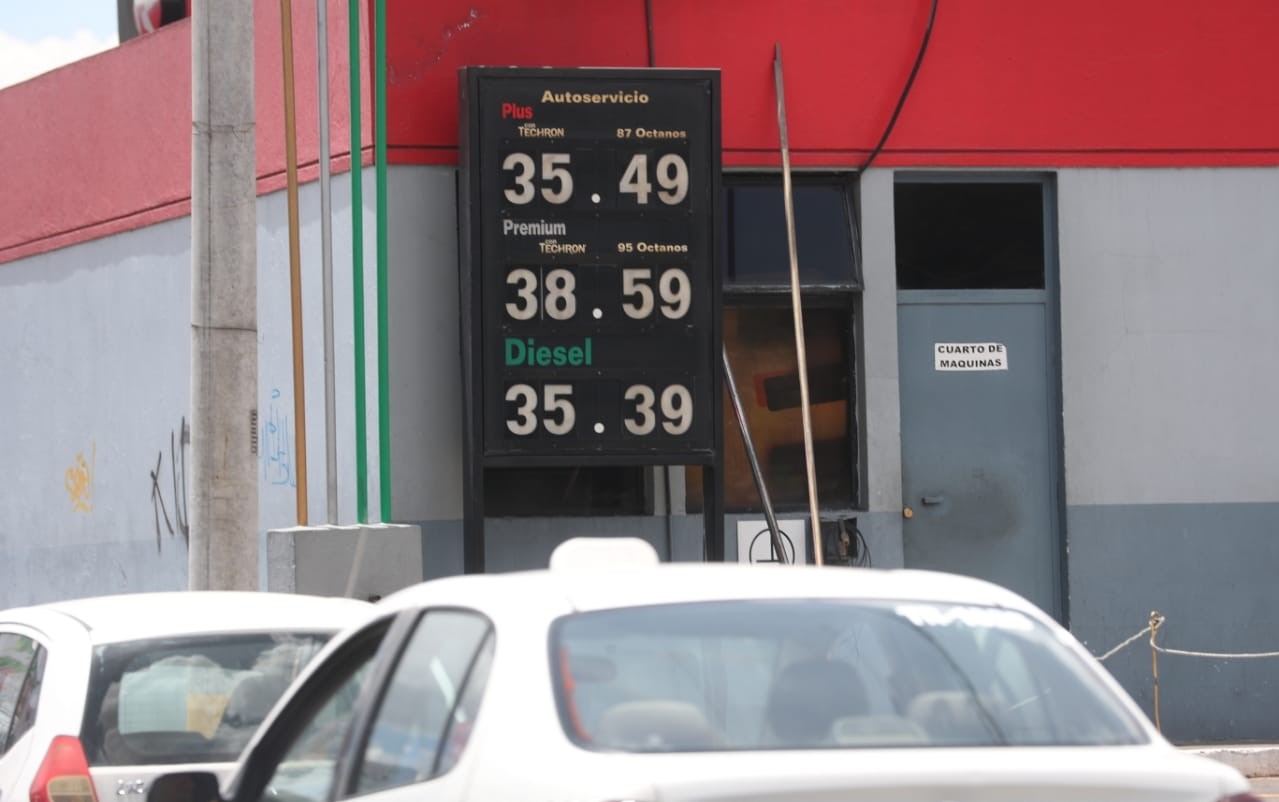 Autoservicio
Plus
con
TECHRON 87 Octanos
35.49
Premium
con
TECHRON 95 Octanos
38.59
Diesel
35.39
CUARTO DE
MAQUINAS